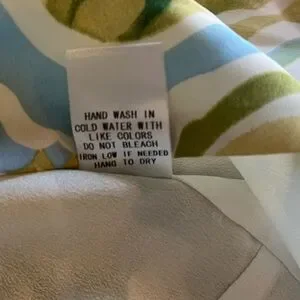 HAND WASH IN
COLD WATER WITH
LIKE COLORS
DO NOT BLEACH
IRON LOW IF NEEDED
HANG TO DRY